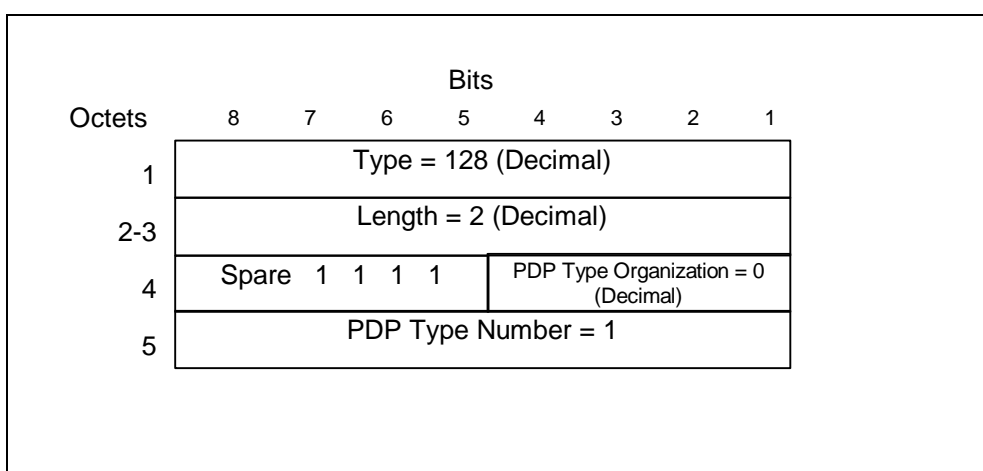 Bits
Octets 8 7 6 5 4 3 2 1
1 Type = 128 (Decimal)
2-3 Length = 2 (Decimal)
4 Spare 1 1 1 1 PDP Type Organization = 0
(Decimal)
5 PDP Type Number = 1